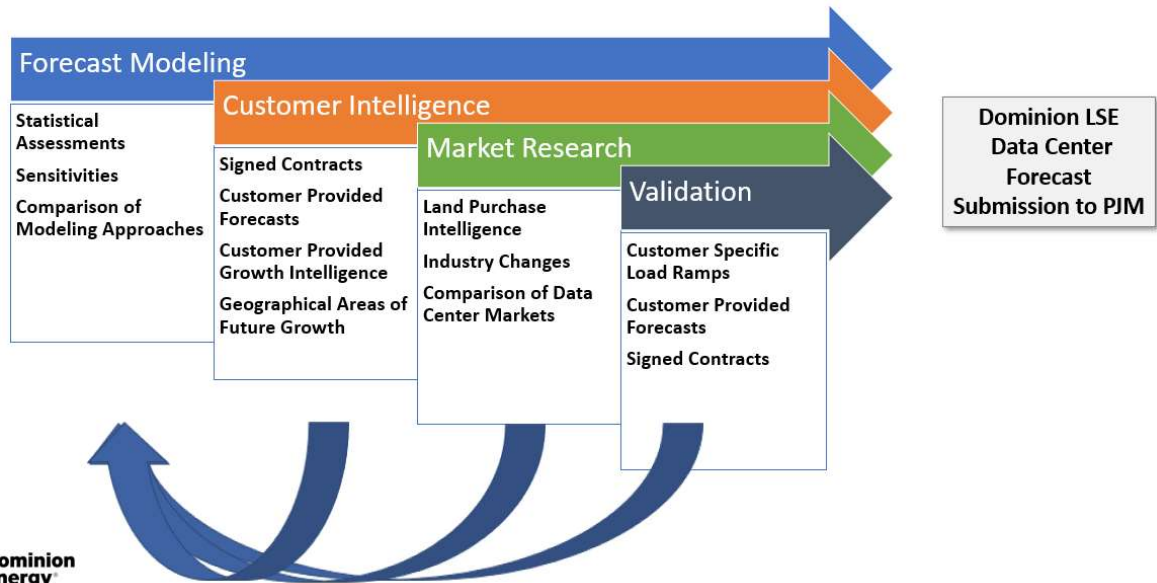 Forecast Modeling
Statistical
Assessments
Sensitivities
Comparison of
Modeling Approaches
Customer Intelligence
Signed Contracts
Customer Provided
Forecasts
Customer Provided
Growth Intelligence
Geographical Areas of
Future Growth
Market Research
Land Purchase
Intelligence
Industry Changes
Comparison of Data
Center Markets
Validation
Customer Specific
Load Ramps
Customer Provided
Forecasts
Signed Contracts
Dominion LSE
Data Center
Forecast
Submission to PJM
ominion
nergy®